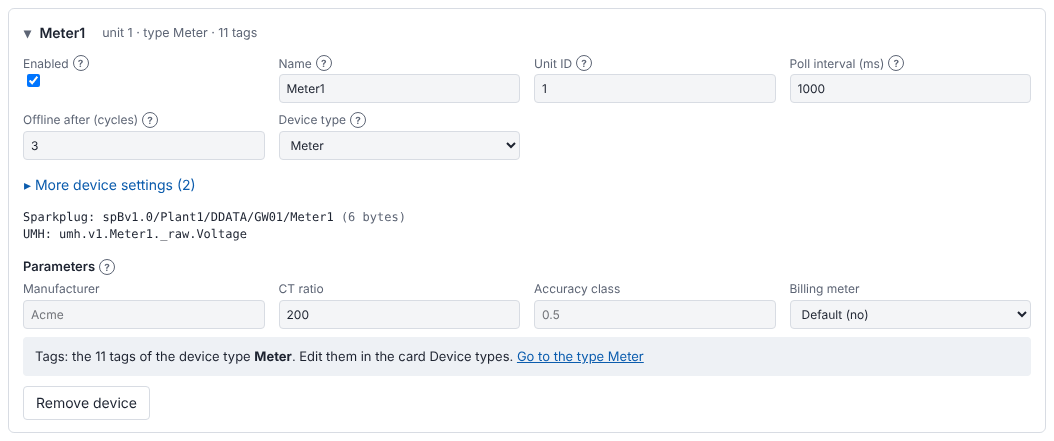 ▼ Meter1 unit 1 · type Meter · 11 tags
Enabled ? Name ? Unit ID ? Poll interval (ms) ?
Meter1 1 1000
Offline after (cycles) ? Device type ?
3 Meter
▸ More device settings (2)
Sparkplug: spBv1.0/Plant1/DDATA/GW01/Meter1 (6 bytes)
UMH: umh.v1.Meter1._raw.Voltage
Parameters ?
Manufacturer CT ratio Accuracy class Billing meter
Acme 200 0.5 Default (no)
Tags: the 11 tags of the device type Meter. Edit them in the card Device types. Go to the type Meter
Remove device